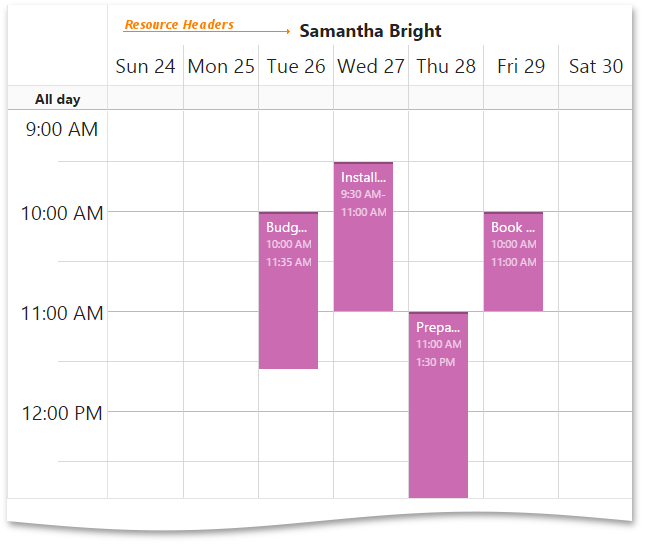 Resource Headers
Samantha Bright
Sun 24 Mon 25 Tue 26 Wed 27 Thu 28 Fri 29 Sat 30
All day
9:00 AM
Install...
9:30 AM-
11:00 AM
10:00 AM
Budg...
10:00 AM
11:35 AM
Book ...
10:00 AM
11:00 AM
11:00 AM
Prepa...
11:00 AM
1:30 PM
12:00 PM